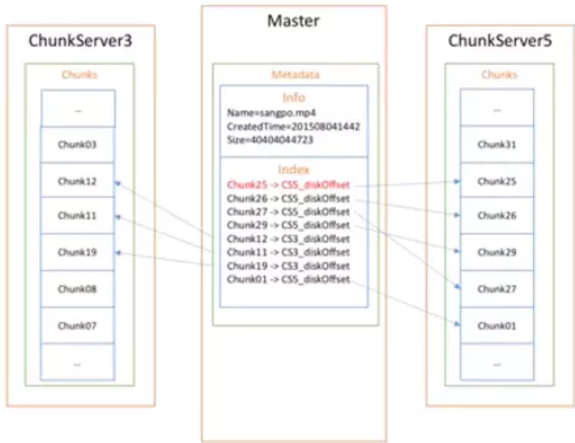 Master
ChunkServer3
Chunks
...
Chunk03
Chunk12
Chunk11
Chunk19
Chunk08
Chunk07
...
Metadata
Info
Name=sangpo.mp4
CreatedTime=201508041442
Size=40404044723
Index
Chunk25 -> CS5_diskOffset
Chunk26 -> CS5_diskOffset
Chunk27 -> CS5_diskOffset
Chunk29 -> CS5_diskOffset
Chunk12 -> CS3_diskOffset
Chunk11 -> CS3_diskOffset
Chunk19 -> CS3_diskOffset
Chunk01 -> CS5_diskOffset
ChunkServer5
Chunks
...
Chunk31
Chunk25
Chunk26
Chunk29
Chunk27
Chunk01
...